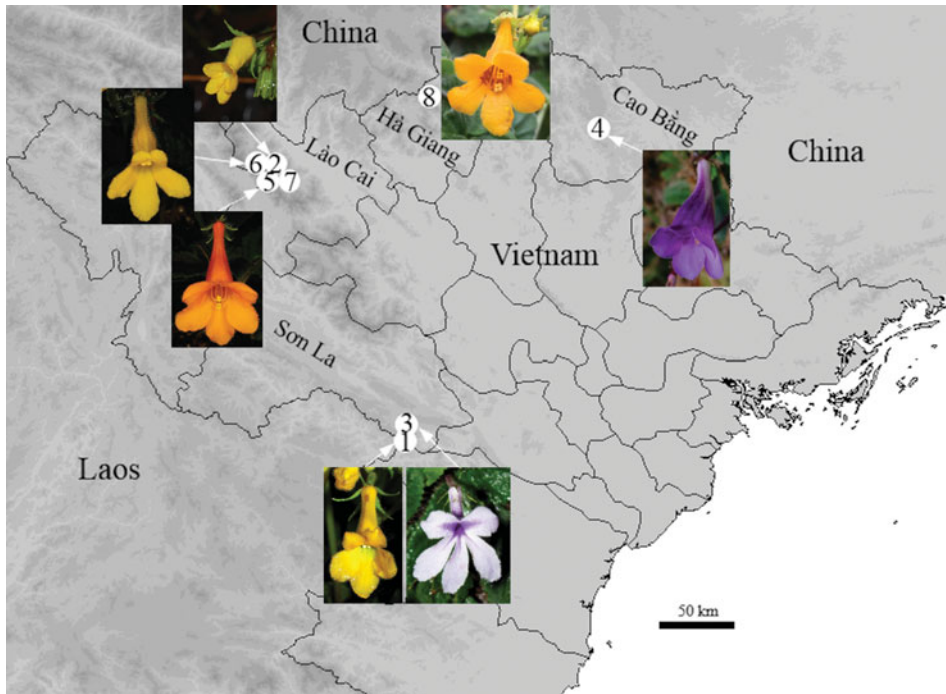 China
8
Hà Giang
4
Cao Bằng
China
6 2
5 7
Lào Cai
Vietnam
Sơn La
3
1
Laos
50 km